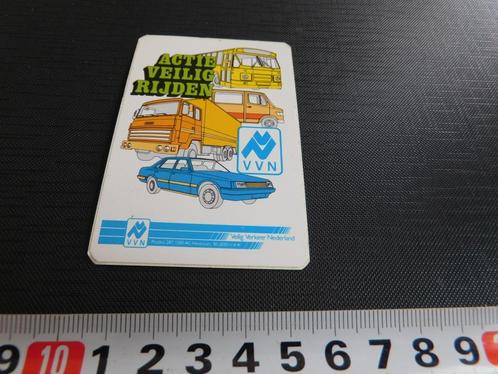 ACTIE
VEILIG
RIJDEN
VVN
VVN
Veilig Verkeer Nederland
9 10 1 2 3 4 5 6 7 8 9 10